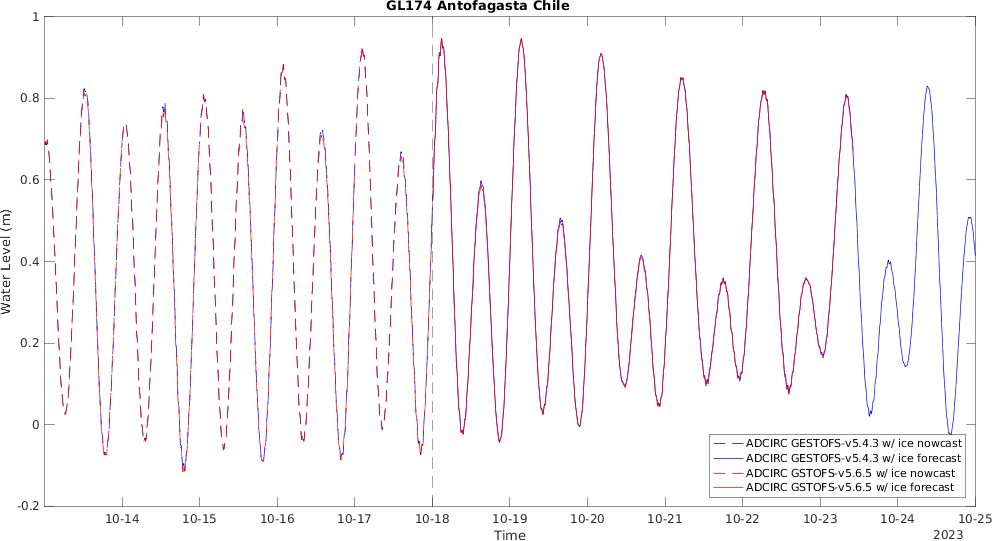 GL174 Antofagasta Chile
1
0.8
0.6
0.4
0.2
0
-0.2
Water Level (m)
ADCIRC GESTOFS-v5.4.3 w/ ice nowcast
ADCIRC GESTOFS-v5.4.3 w/ ice forecast
ADCIRC GSTOFS-v5.6.5 w/ ice nowcast
ADCIRC GSTOFS-v5.6.5 w/ ice forecast
10-14 10-15 10-16 10-17 10-18 10-19 10-20 10-21 10-22 10-23 10-24 10-25
Time
2023